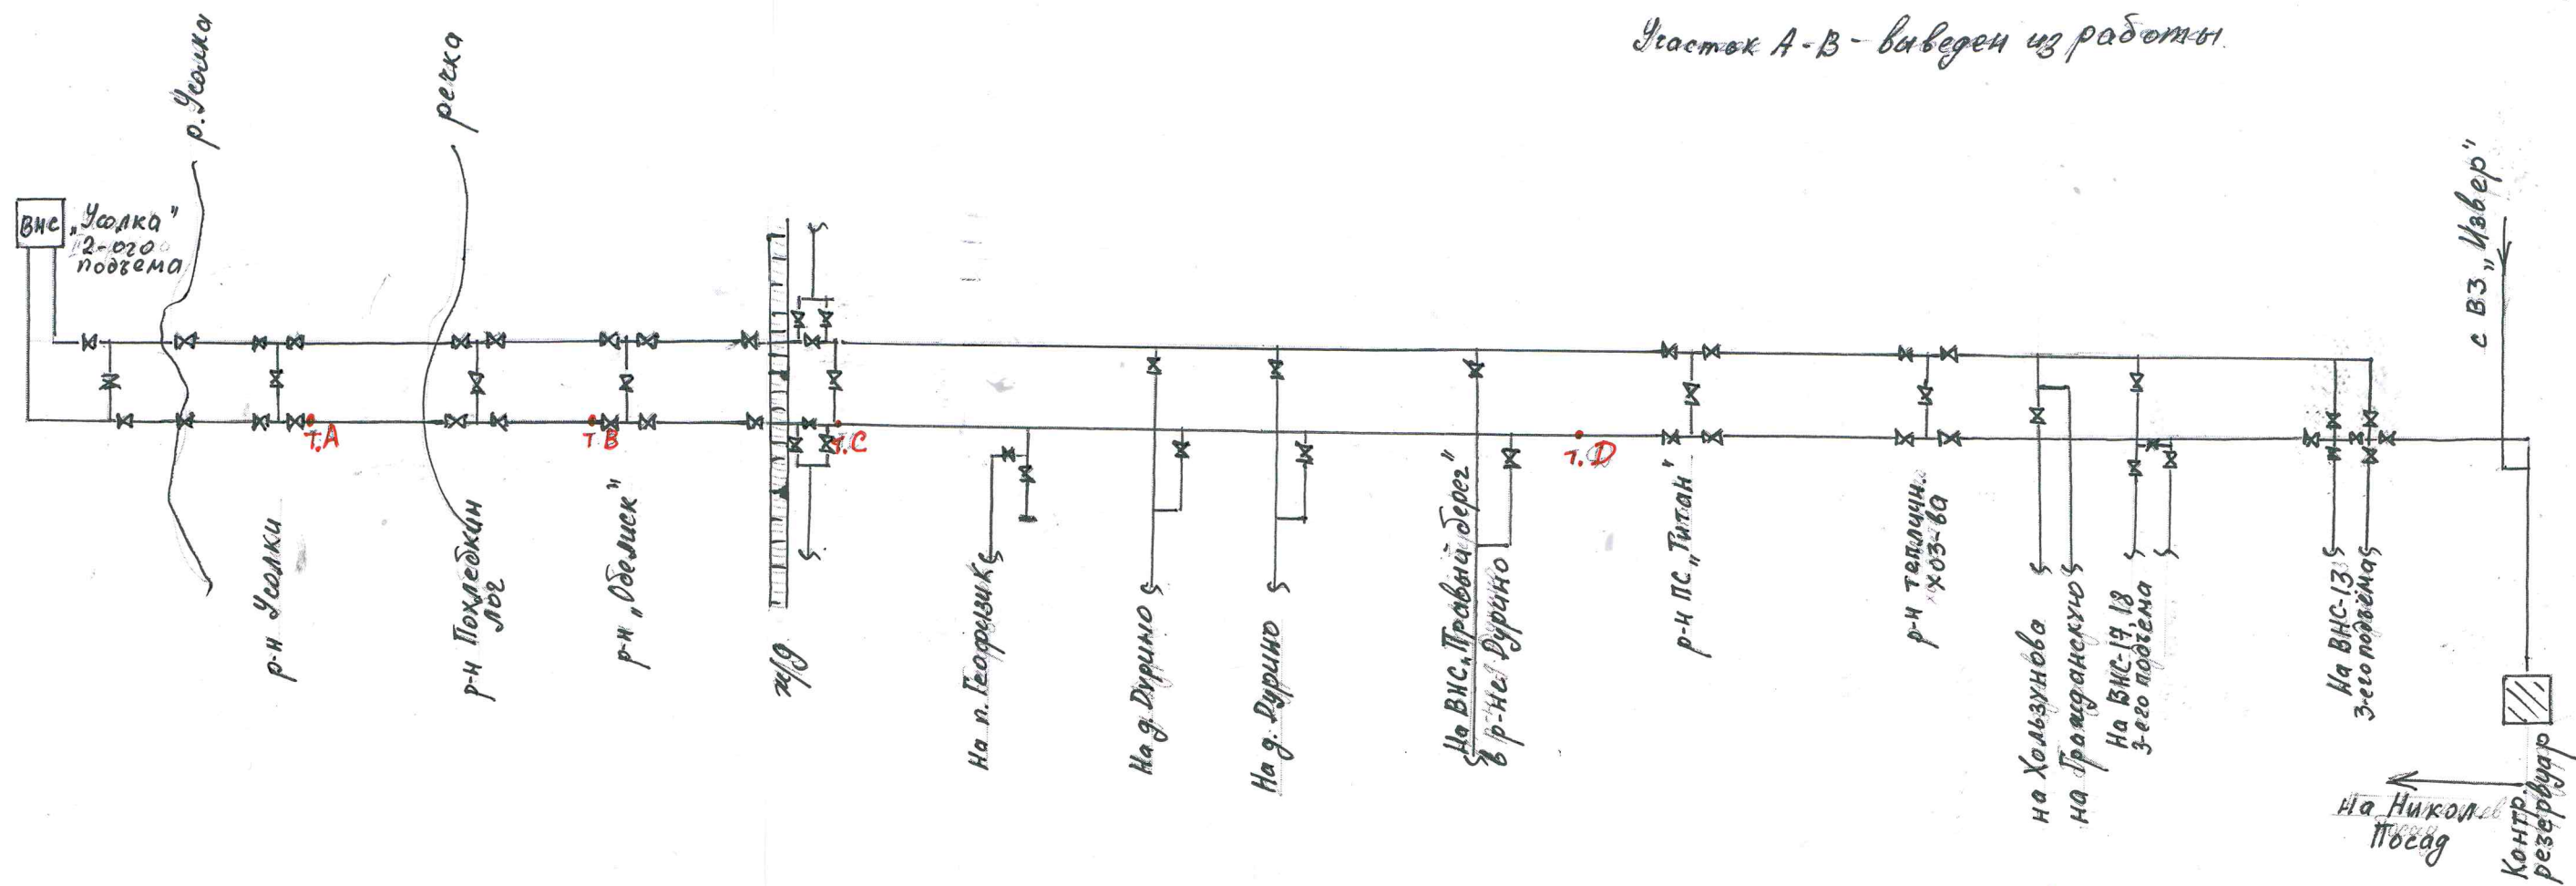 Участок А-В - выведен из работы.
р. Усолка
речка
ВНС
„Усолка"
2-ого
подъема
с ВЗ „Извер"
т.А
т.В
т.С
т.D
р-н Усолки
р-н Похлебкин
лог
р-н „Обелиск"
ж/д
На п. Геофизик
На д. Дурино
На д. Дурино
На ВНС „Правый берег"
в р-не Дурино
р-н ПС „Титан"
р-н тепличн.
хоз-ва
на Хользунова
на Гражданскую
На ВНС-17,18
3-его подъема
На ВНС-13
3-его подъёма
На Николаев
Посад
Контр.
резервуар